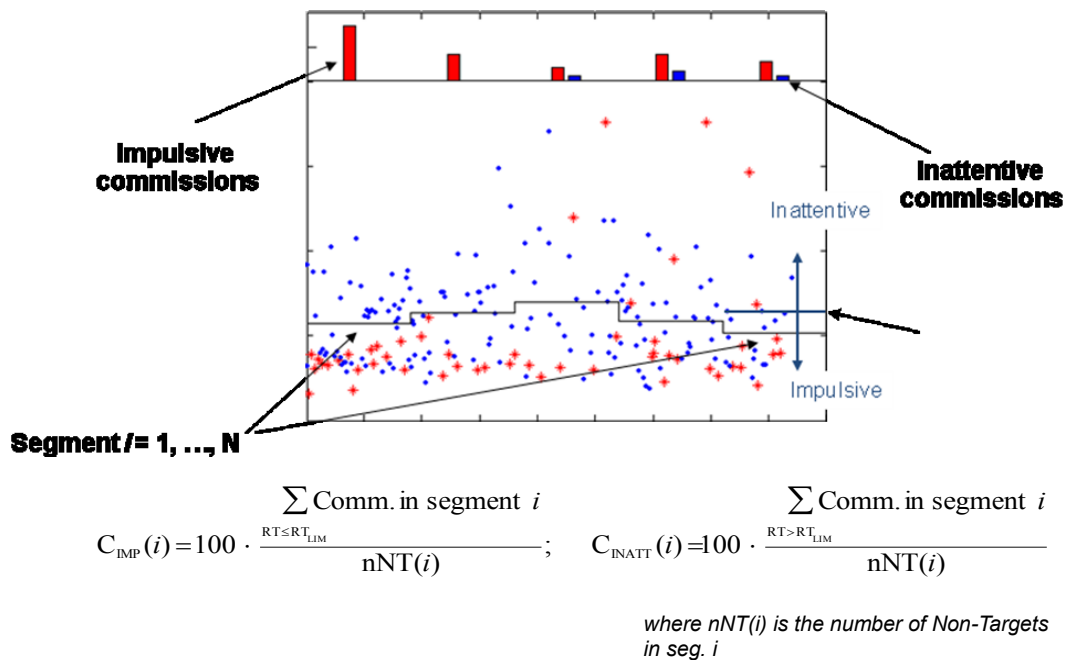 Impulsive
commissions
Inattentive
commissions
Inattentive
Impulsive
Segment i = 1, ..., N
C_IMP (i) = 100 · ∑_{RT≤RT_LIM} Comm. in segment i / nNT(i) ; C_INATT (i) = 100 · ∑_{RT>RT_LIM} Comm. in segment i / nNT(i)
where nNT(i) is the number of Non-Targets
in seg. i